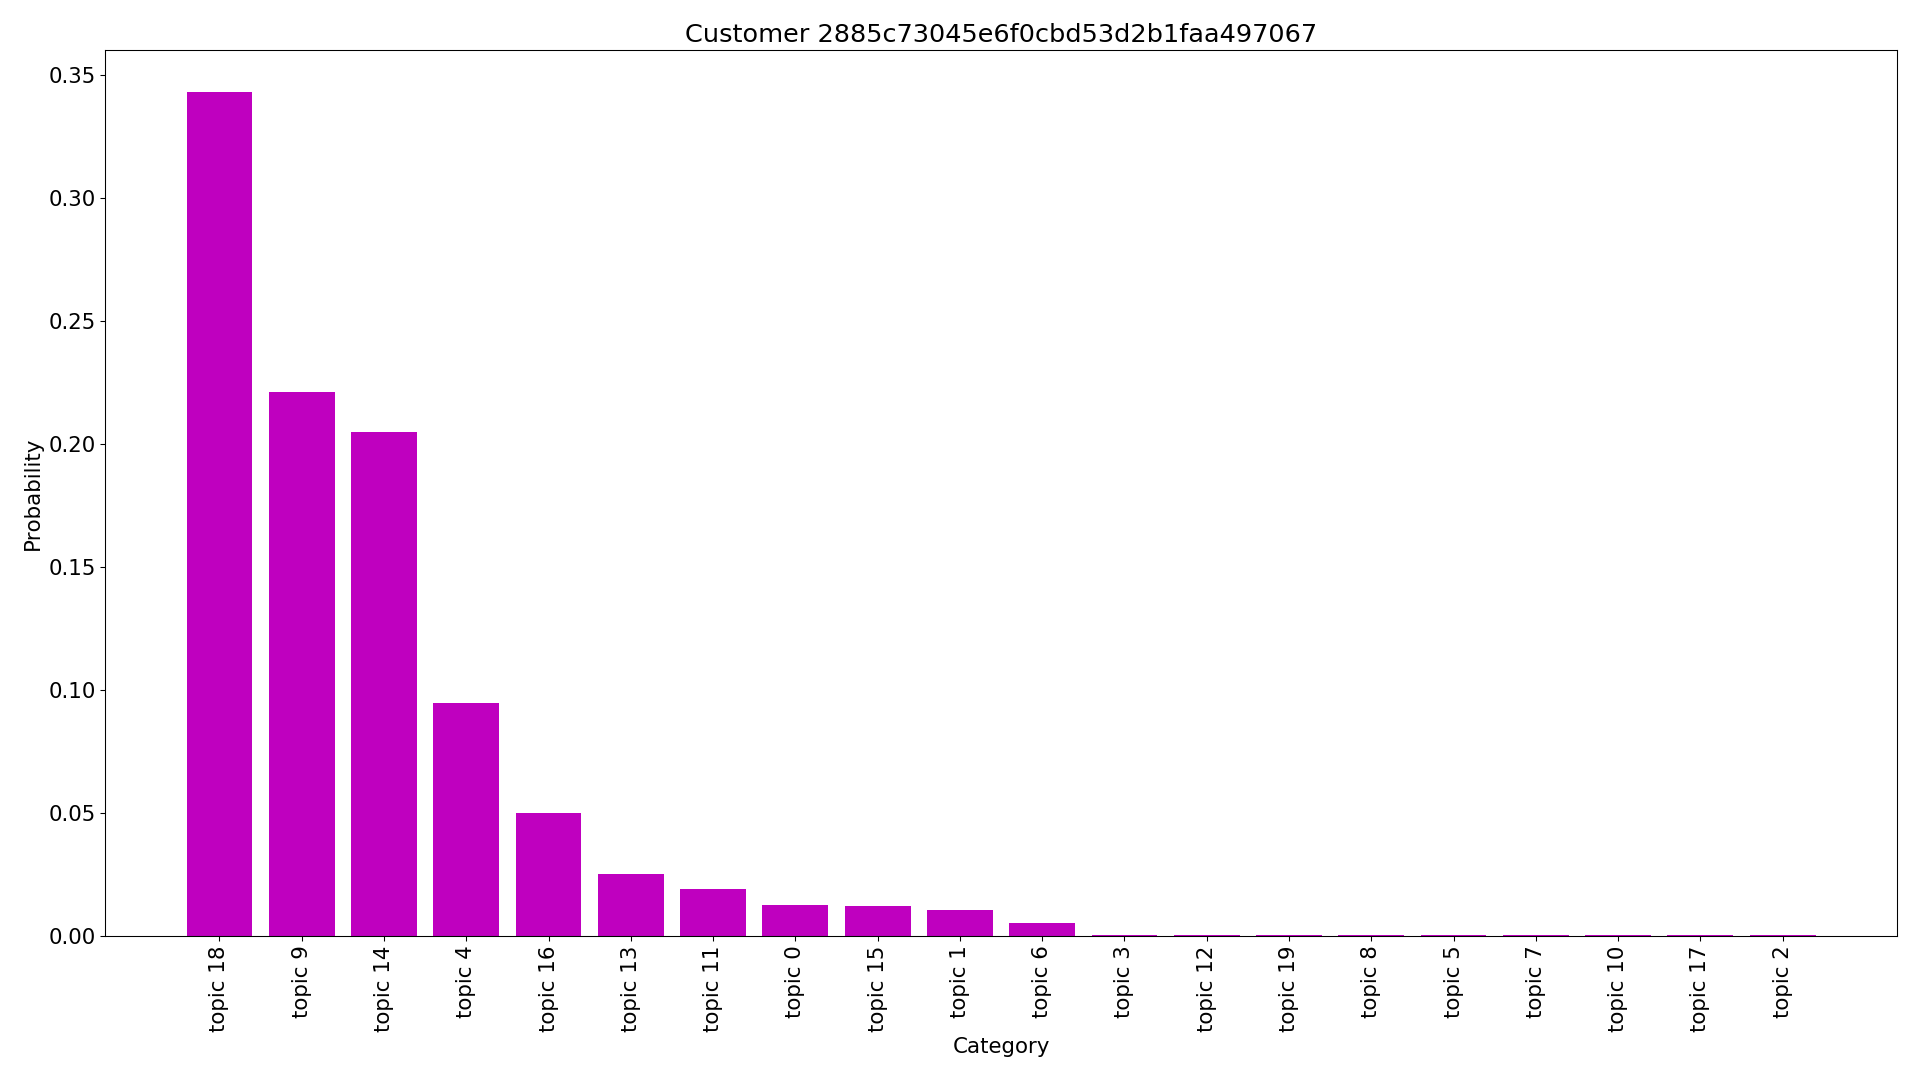 Customer 2885c73045e6f0cbd53d2b1faa497067
Probability
0.35
0.30
0.25
0.20
0.15
0.10
0.05
0.00
topic 18
topic 9
topic 14
topic 4
topic 16
topic 13
topic 11
topic 0
topic 15
topic 1
topic 6
topic 3
topic 12
topic 19
topic 8
topic 5
topic 7
topic 10
topic 17
topic 2
Category